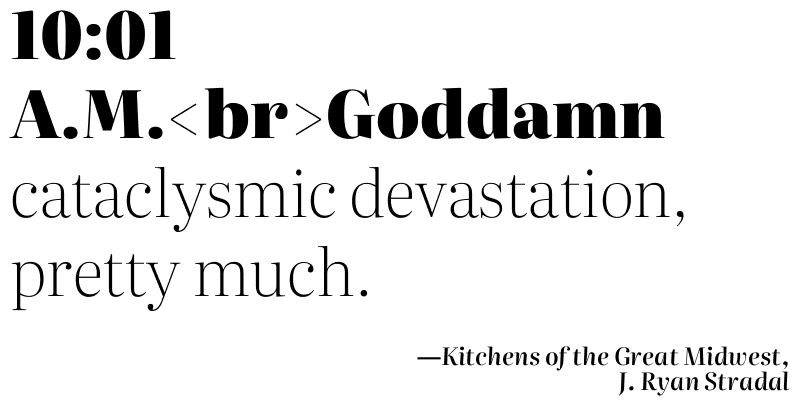 10:01
A.M.<br>Goddamn
cataclysmic devastation,
pretty much.
—Kitchens of the Great Midwest,
J. Ryan Stradal